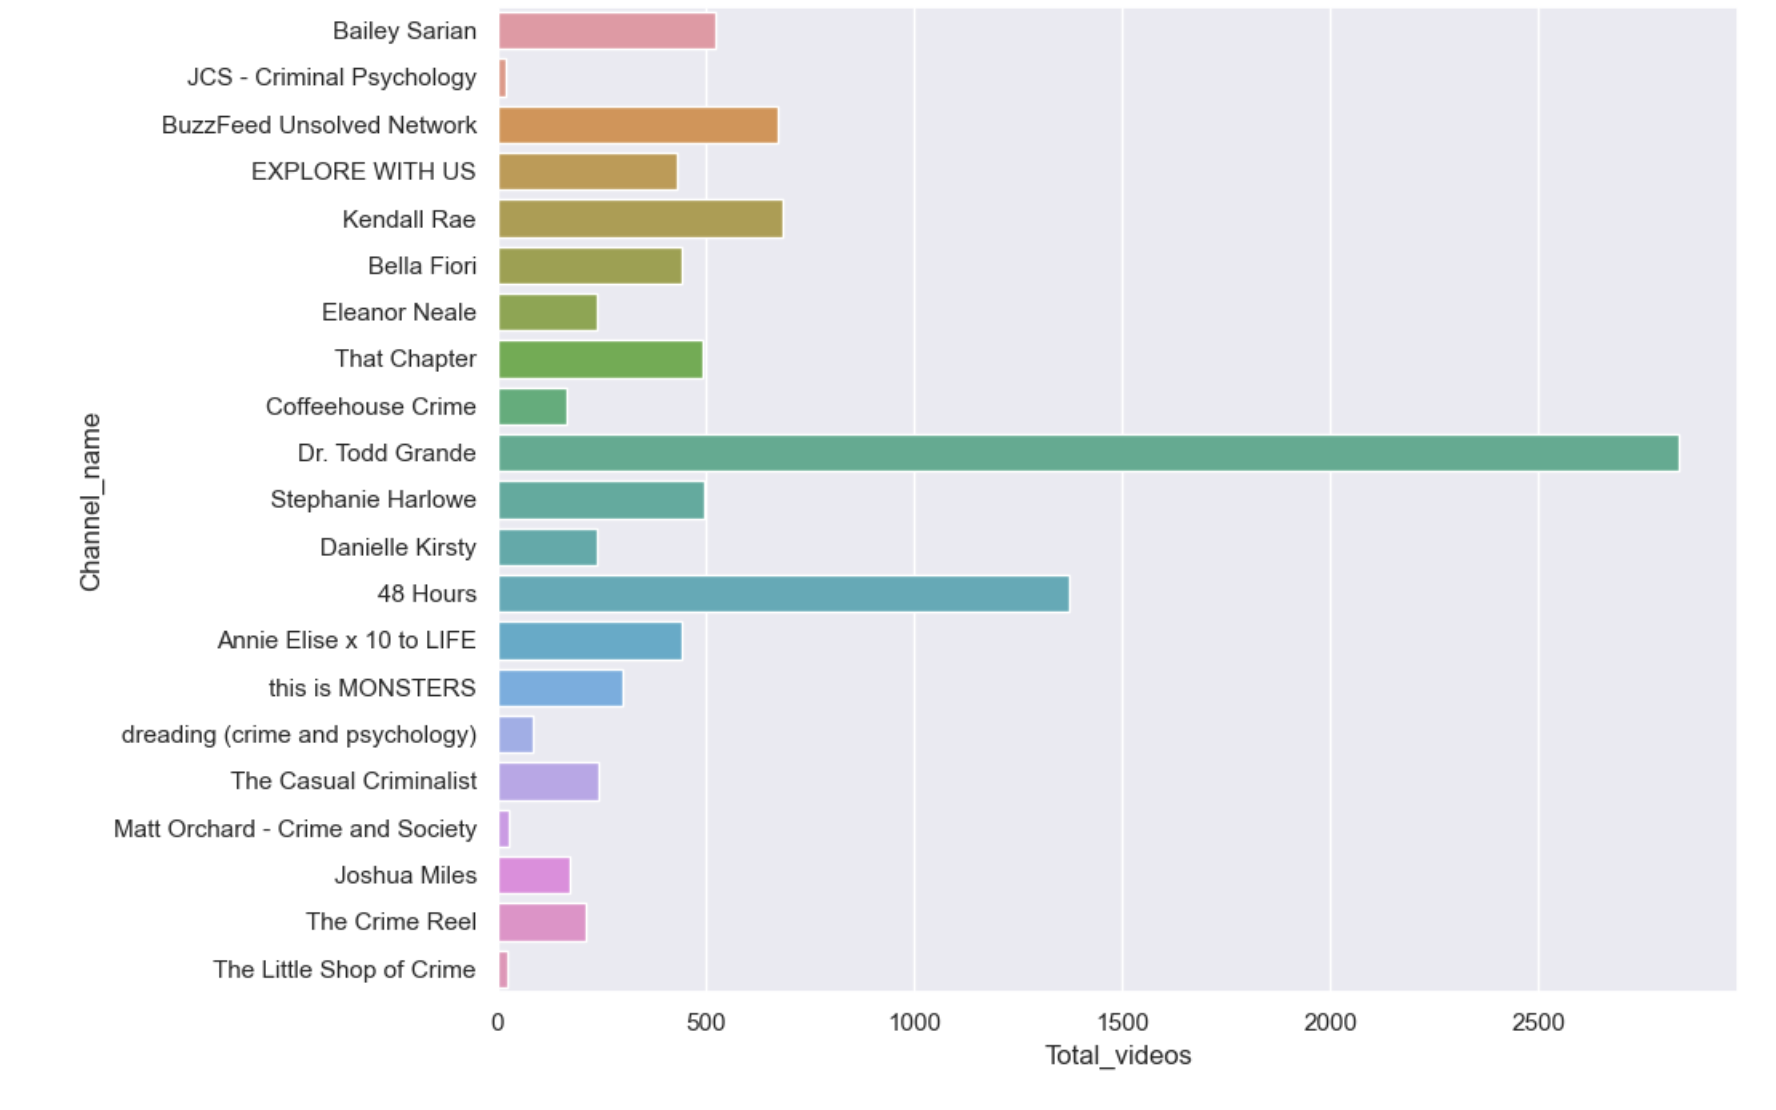 Bailey Sarian
JCS - Criminal Psychology
BuzzFeed Unsolved Network
EXPLORE WITH US
Kendall Rae
Bella Fiori
Eleanor Neale
That Chapter
Coffeehouse Crime
Dr. Todd Grande
Stephanie Harlowe
Danielle Kirsty
48 Hours
Annie Elise x 10 to LIFE
this is MONSTERS
dreading (crime and psychology)
The Casual Criminalist
Matt Orchard - Crime and Society
Joshua Miles
The Crime Reel
The Little Shop of Crime
Channel_name
0 500 1000 1500 2000 2500
Total_videos